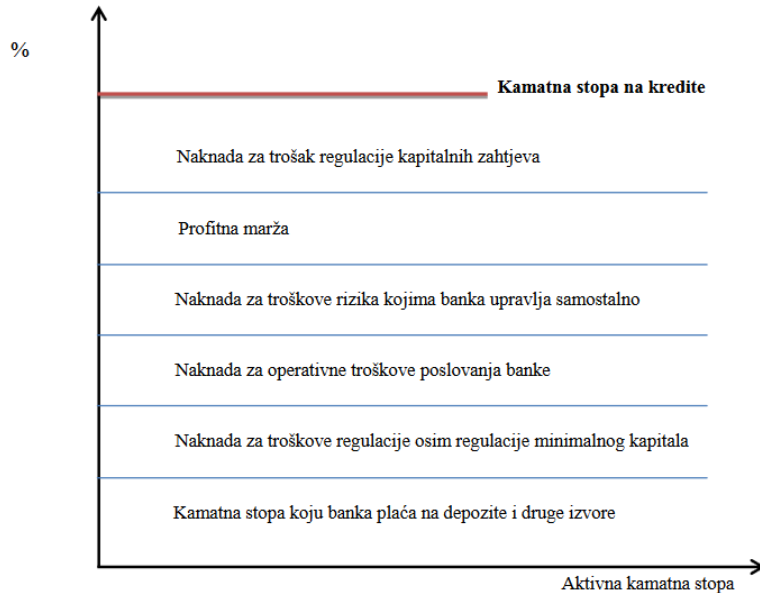 %
Kamatna stopa na kredite
Naknada za trošak regulacije kapitalnih zahtjeva
Profitna marža
Naknada za troškove rizika kojima banka upravlja samostalno
Naknada za operativne troškove poslovanja banke
Naknada za troškove regulacije osim regulacije minimalnog kapitala
Kamatna stopa koju banka plaća na depozite i druge izvore
Aktivna kamatna stopa